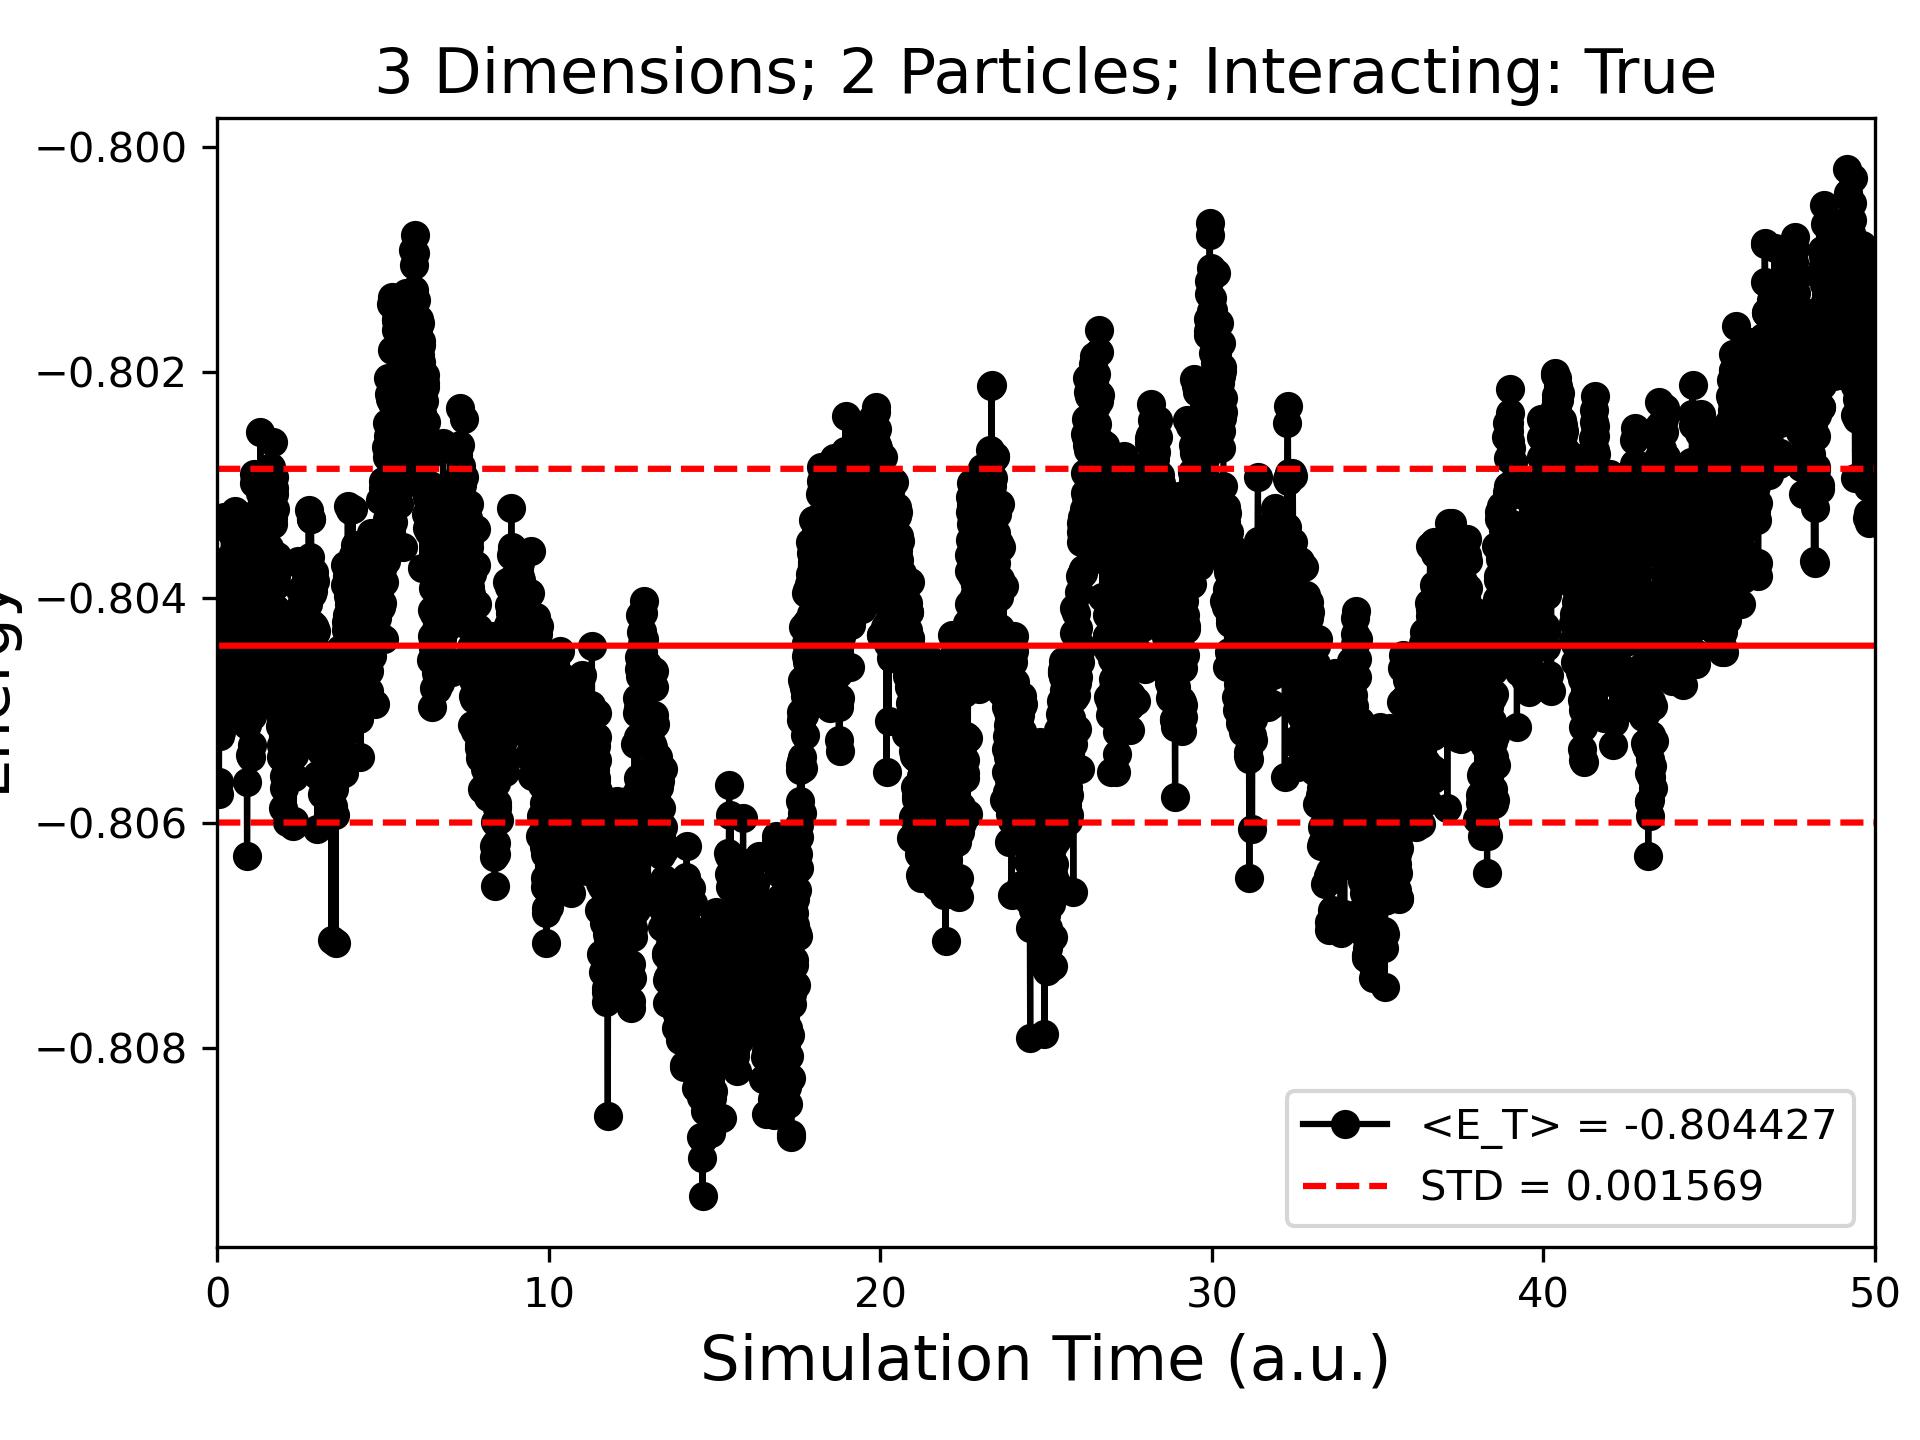 3 Dimensions; 2 Particles; Interacting: True
Energy
−0.800
−0.802
−0.804
−0.806
−0.808
<E_T> = -0.804427
STD = 0.001569
0 10 20 30 40 50
Simulation Time (a.u.)